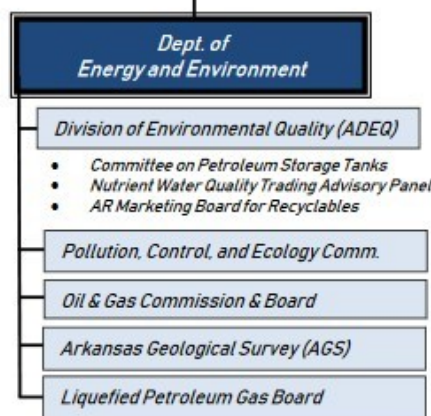 Dept. of
Energy and Environment
Division of Environmental Quality (ADEQ)
• Committee on Petroleum Storage Tanks
• Nutrient Water Quality Trading Advisory Panel
• AR Marketing Board for Recyclables
Pollution, Control, and Ecology Comm.
Oil & Gas Commission & Board
Arkansas Geological Survey (AGS)
Liquefied Petroleum Gas Board